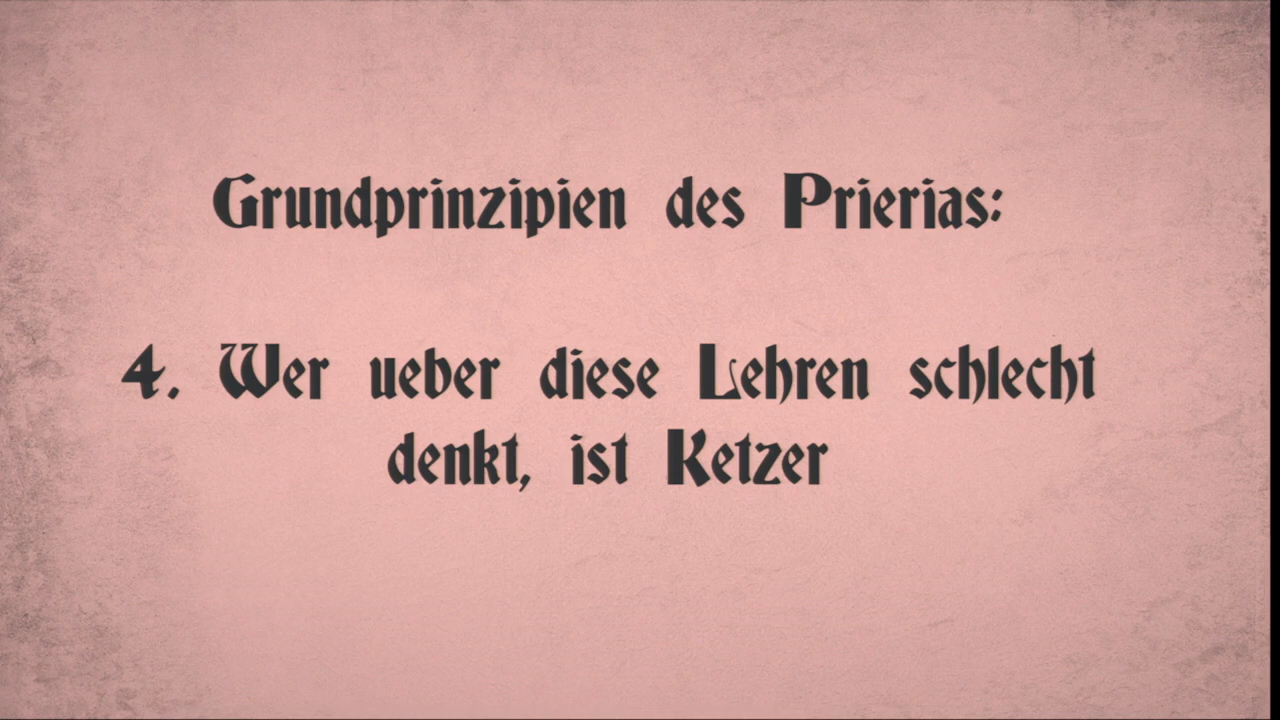 Grundprinzipien des Prierias:
4. Wer ueber diese Lehren schlecht
denkt, ist Ketzer